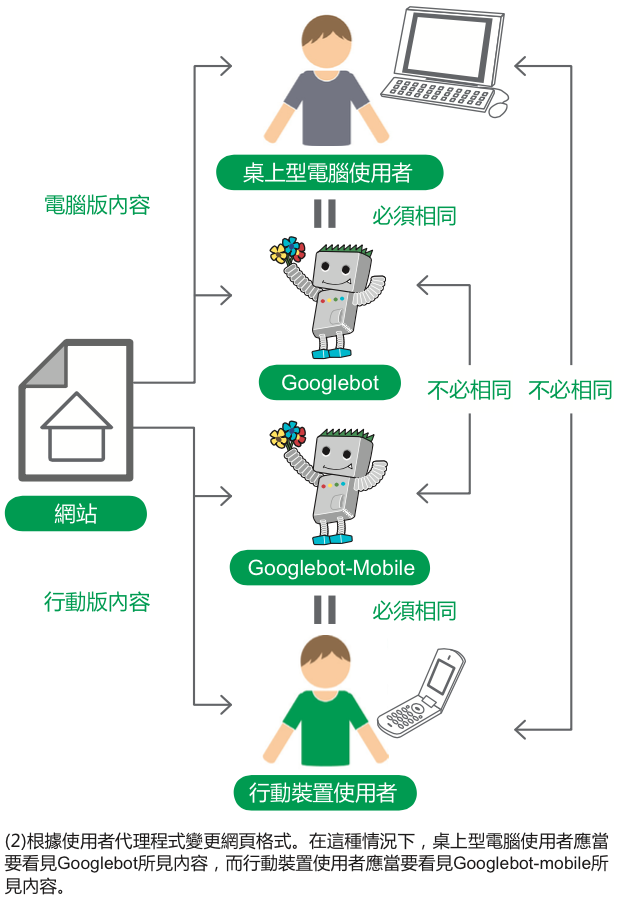 桌上型電腦使用者
電腦版內容
必須相同
Googlebot
不必相同
不必相同
網站
Googlebot-Mobile
行動版內容
必須相同
行動裝置使用者
(2)根據使用者代理程式變更網頁格式。在這種情況下，桌上型電腦使用者應當
要看見Googlebot所見內容，而行動裝置使用者應當要看見Googlebot-mobile所
見內容。